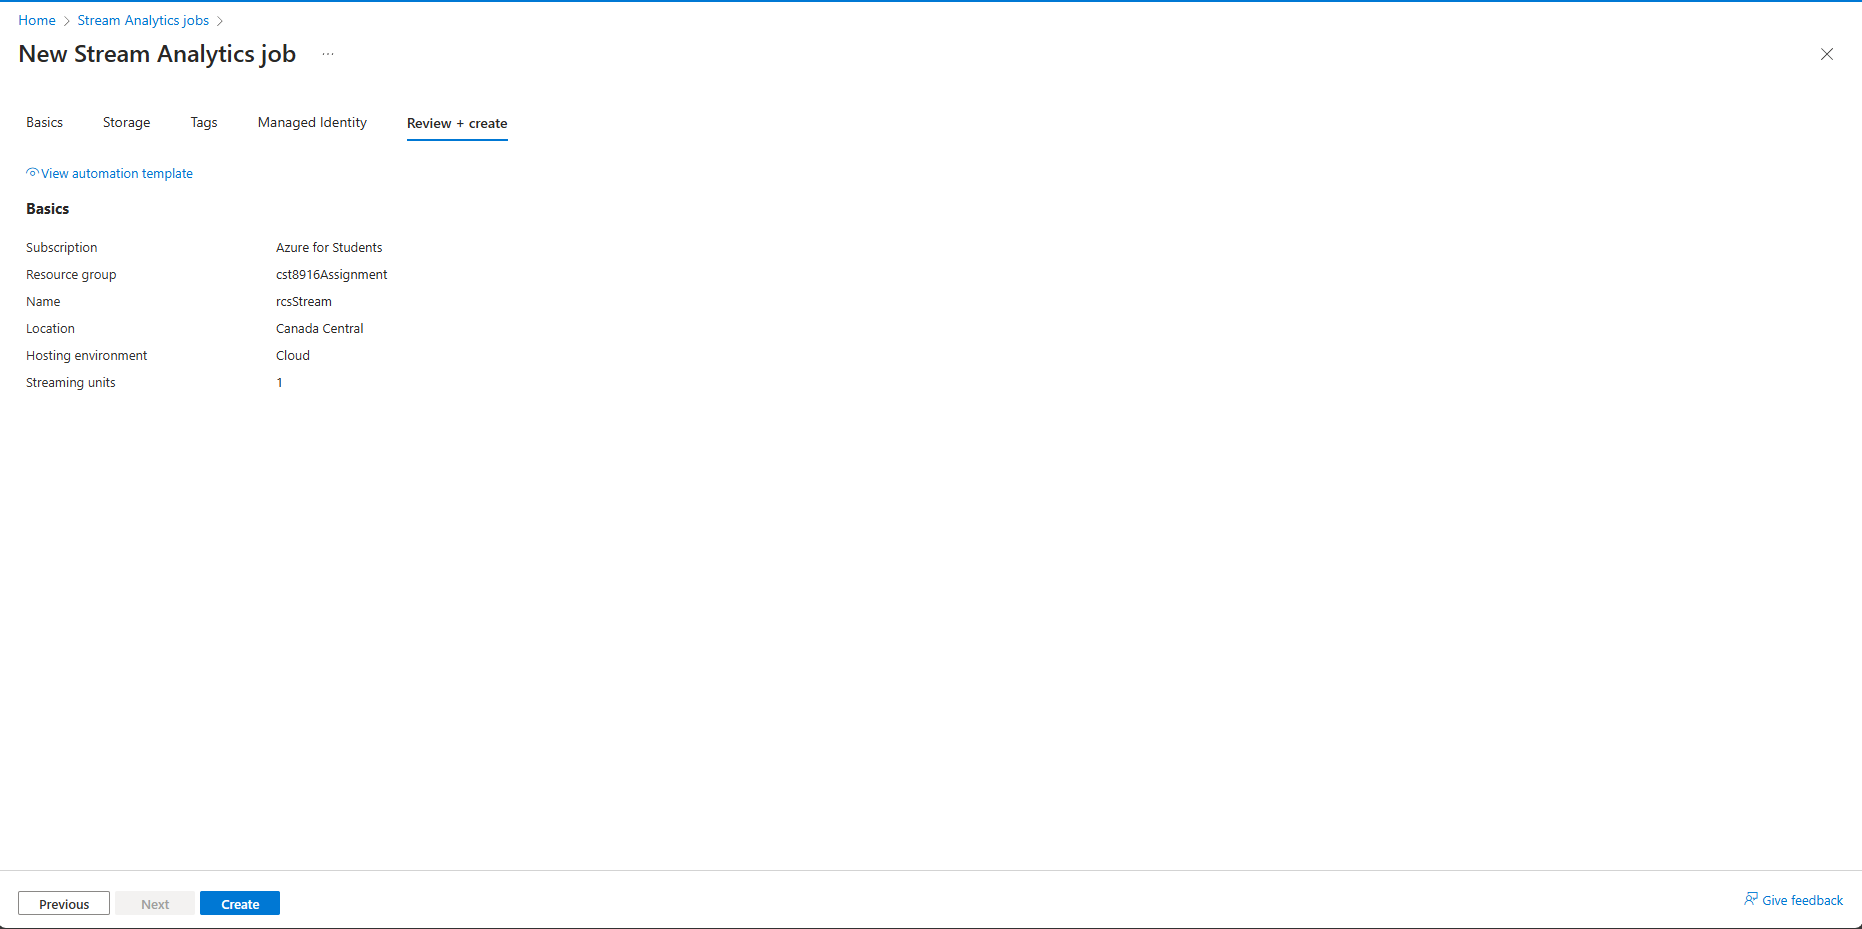 Home > Stream Analytics jobs >
New Stream Analytics job ...
Basics Storage Tags Managed Identity Review + create
View automation template
Basics
Subscription Azure for Students
Resource group cst8916Assignment
Name rcsStream
Location Canada Central
Hosting environment Cloud
Streaming units 1
Previous Next Create Give feedback